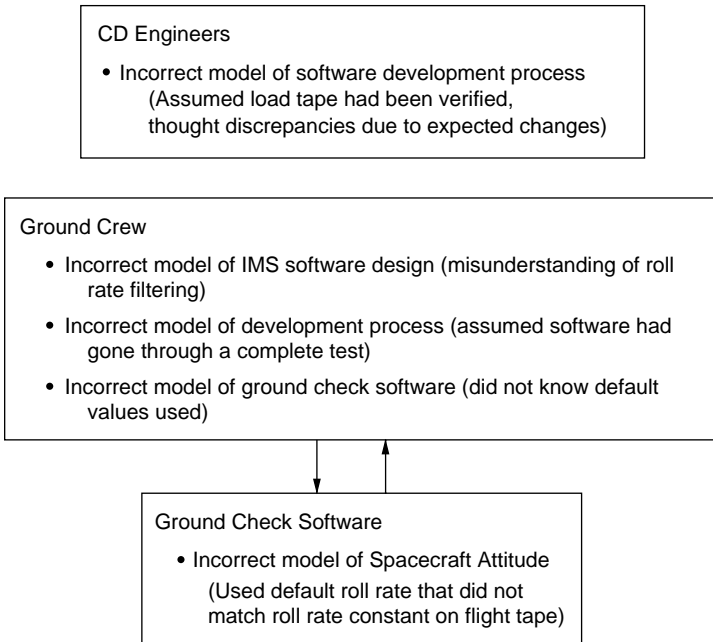 CD Engineers
• Incorrect model of software development process
(Assumed load tape had been verified,
thought discrepancies due to expected changes)
Ground Crew
• Incorrect model of IMS software design (misunderstanding of roll
rate filtering)
• Incorrect model of development process (assumed software had
gone through a complete test)
• Incorrect model of ground check software (did not know default
values used)
Ground Check Software
• Incorrect model of Spacecraft Attitude
(Used default roll rate that did not
match roll rate constant on flight tape)